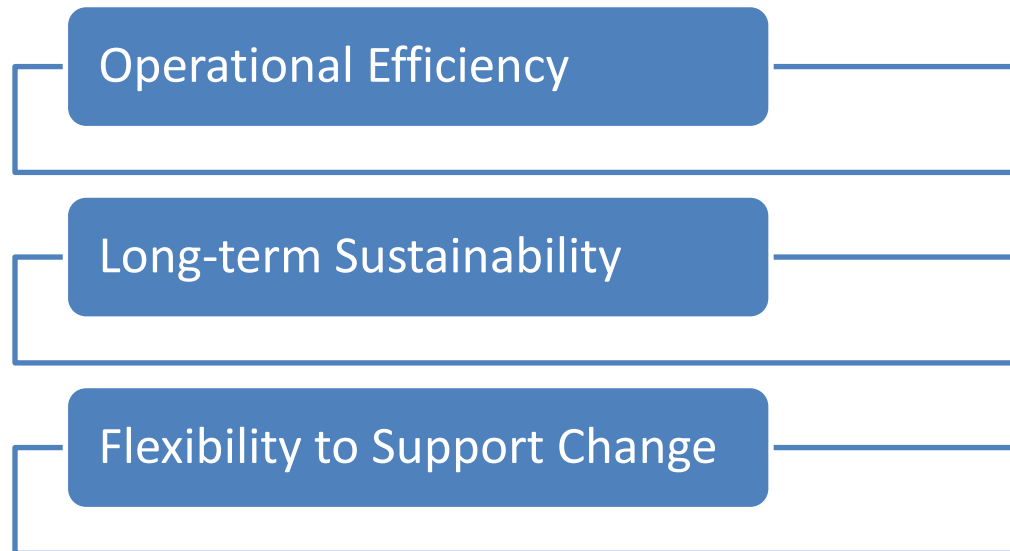 Operational Efficiency
Long-term Sustainability
Flexibility to Support Change